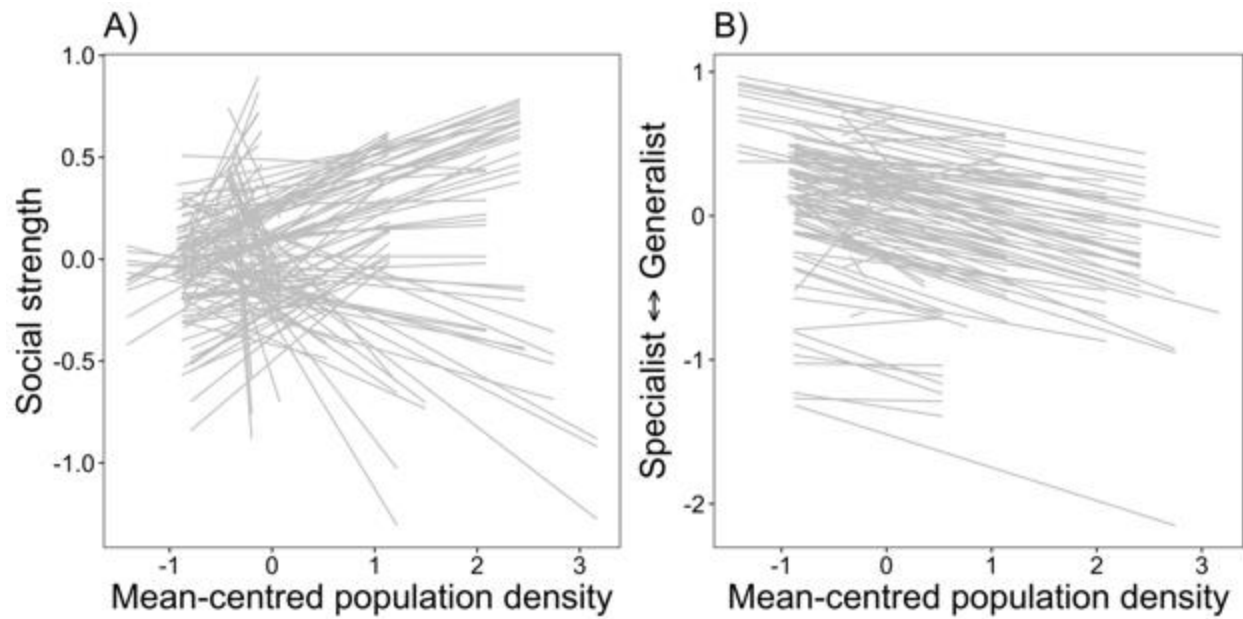 A)
Social strength
1.0
0.5
0.0
-0.5
-1.0
-1 0 1 2 3
Mean-centred population density
B)
Specialist ↔ Generalist
1
0
-1
-2
-1 0 1 2 3
Mean-centred population density